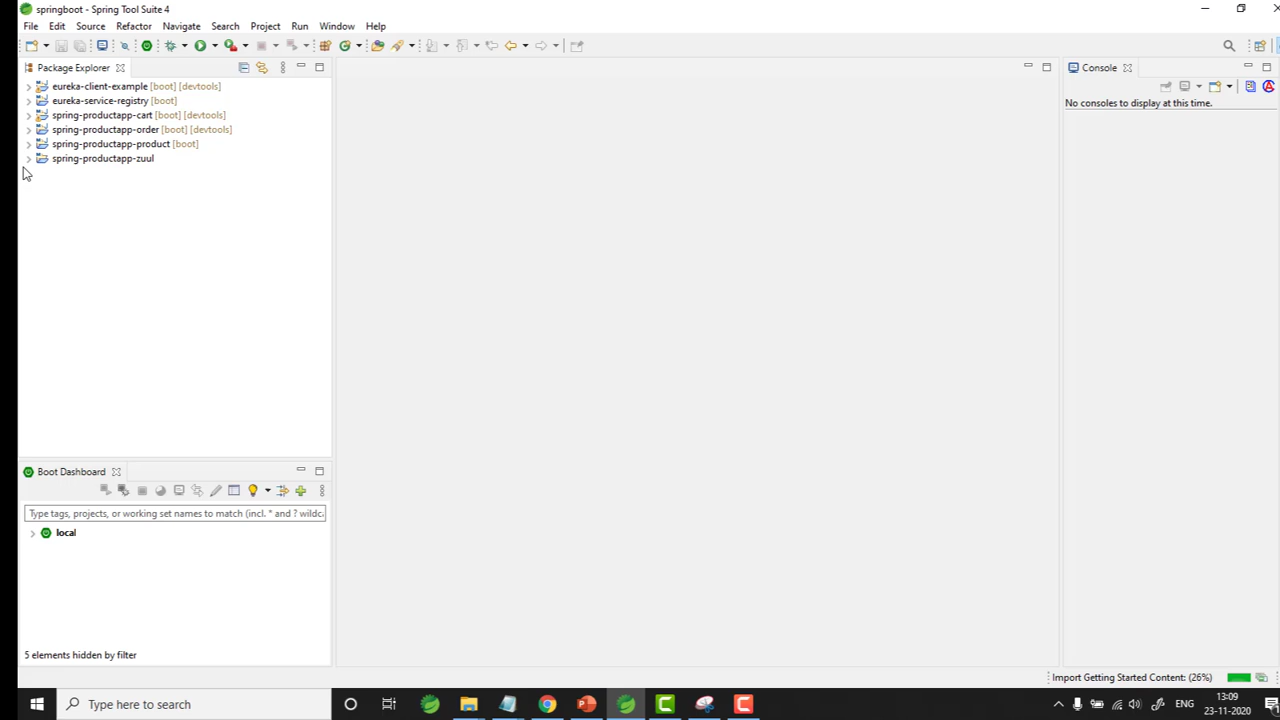 springboot - Spring Tool Suite 4
File Edit Source Refactor Navigate Search Project Run Window Help
Package Explorer
Console
eureka-client-example [boot] [devtools]
eureka-service-registry [boot]
spring-productapp-cart [boot] [devtools]
spring-productapp-order [boot] [devtools]
spring-productapp-product [boot]
spring-productapp-zuul
No consoles to display at this time.
Boot Dashboard
Type tags, projects, or working set names to match (incl. * and ? wildc
local
5 elements hidden by filter
Import Getting Started Content: (26%)
Type here to search
ENG
13:09
23-11-2020